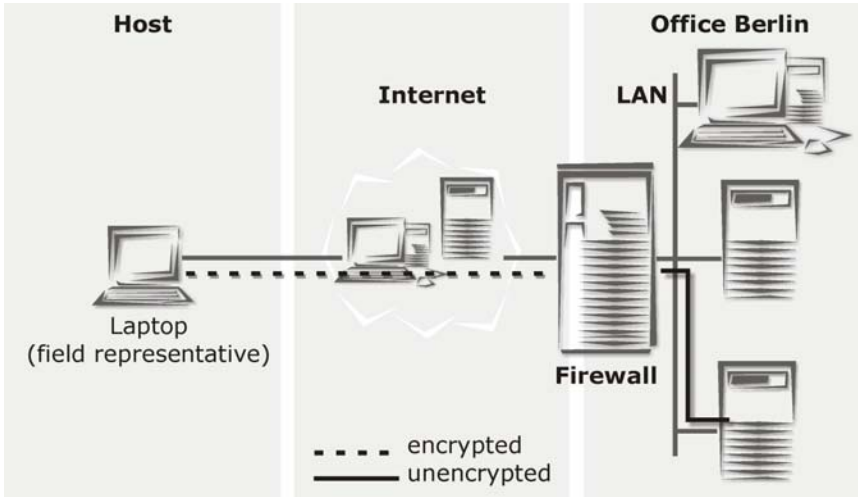 Host
Internet
Office Berlin
LAN
Laptop
(field representative)
Firewall
encrypted
unencrypted